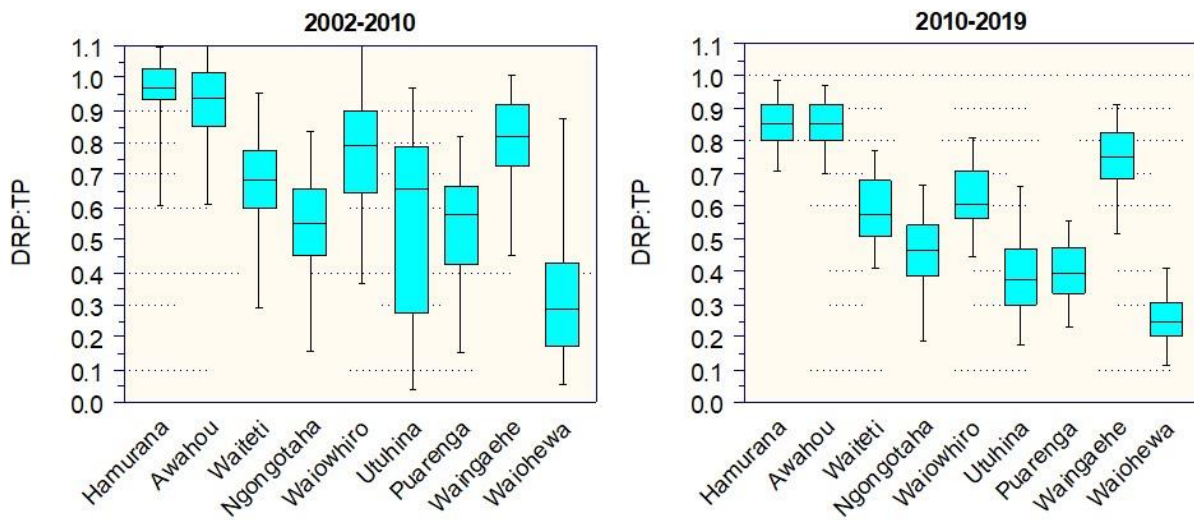 2002-2010
DRP:TP
1.1
1.0
0.9
0.8
0.7
0.6
0.5
0.4
0.3
0.2
0.1
0.0
Hamurana
Awahou
Waiteti
Ngongotaha
Waiowhiro
Utuhina
Puarenga
Waingaehe
Waiohewa
2010-2019
DRP:TP
1.1
1.0
0.9
0.8
0.7
0.6
0.5
0.4
0.3
0.2
0.1
0.0
Hamurana
Awahou
Waiteti
Ngongotaha
Waiowhiro
Utuhina
Puarenga
Waingaehe
Waiohewa